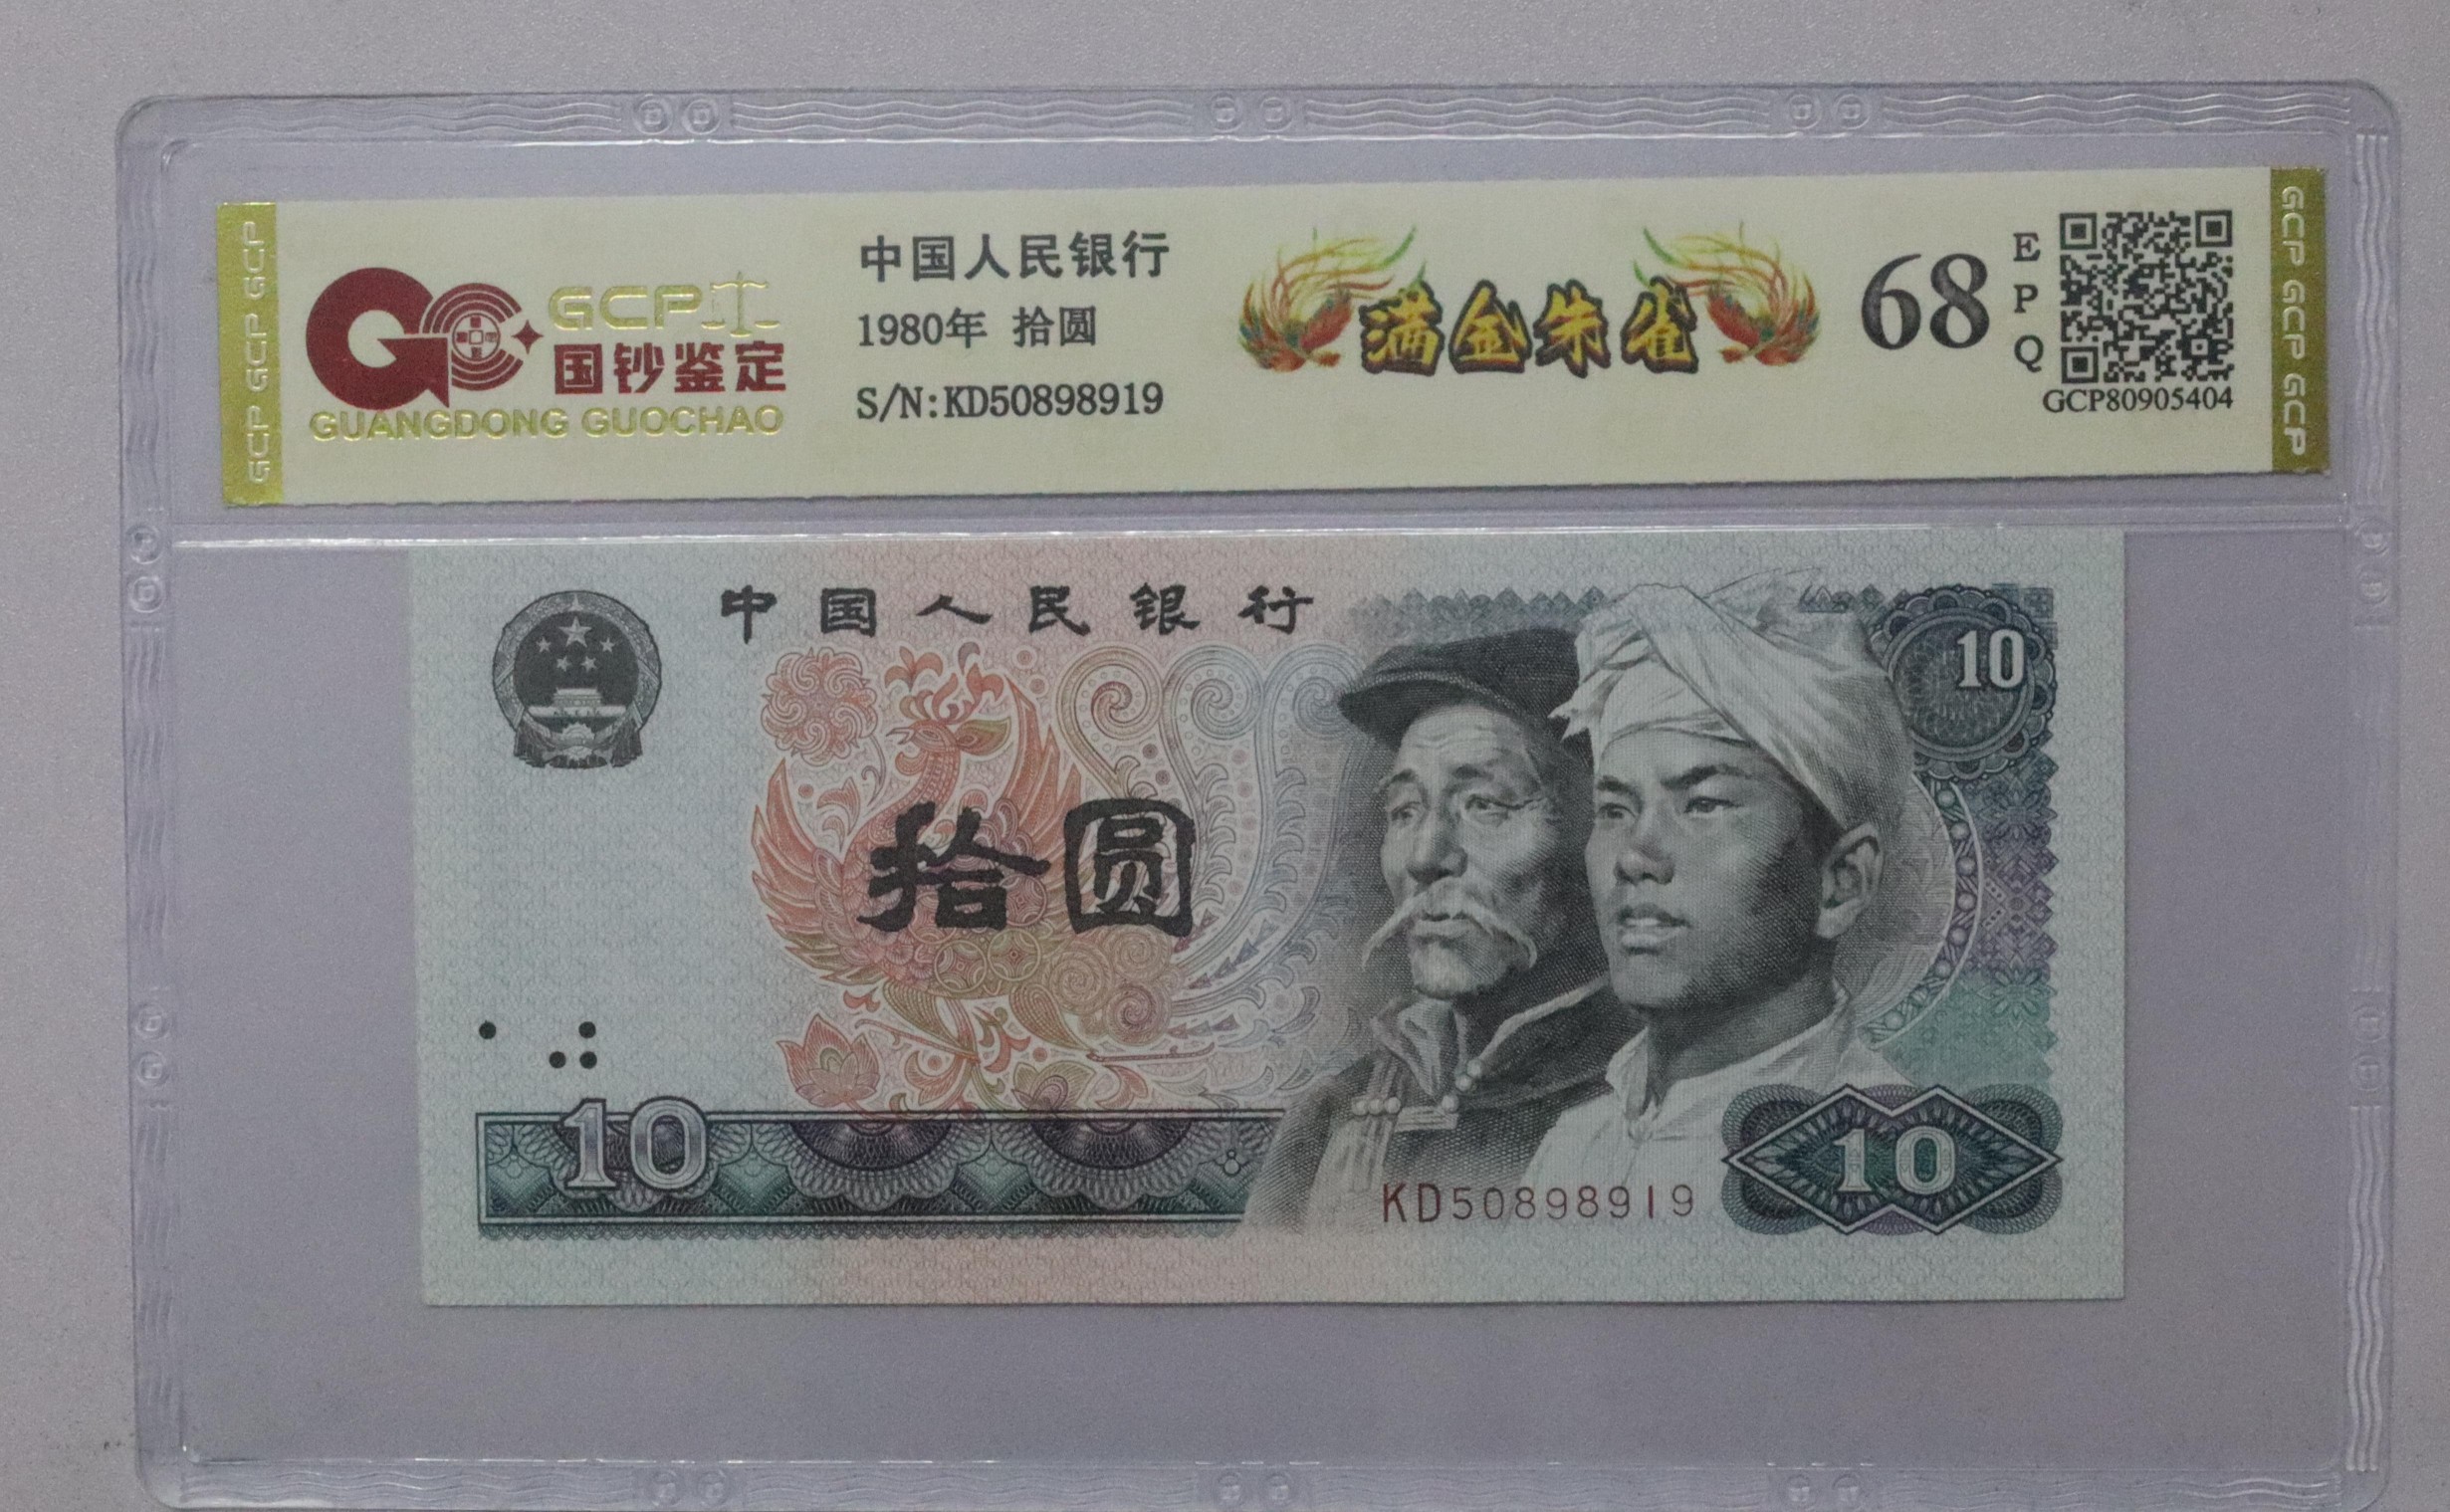 GCP GCP GCP
GCP
国钞鉴定
GUANGDONG GUOCHAO
中国人民银行
1980年 拾圆
S/N:KD50898919
满金朱雀
68
EPQ
GCP80905404
GCP GCP GCP
中国人民银行
10
拾圆
10
10
KD50898919